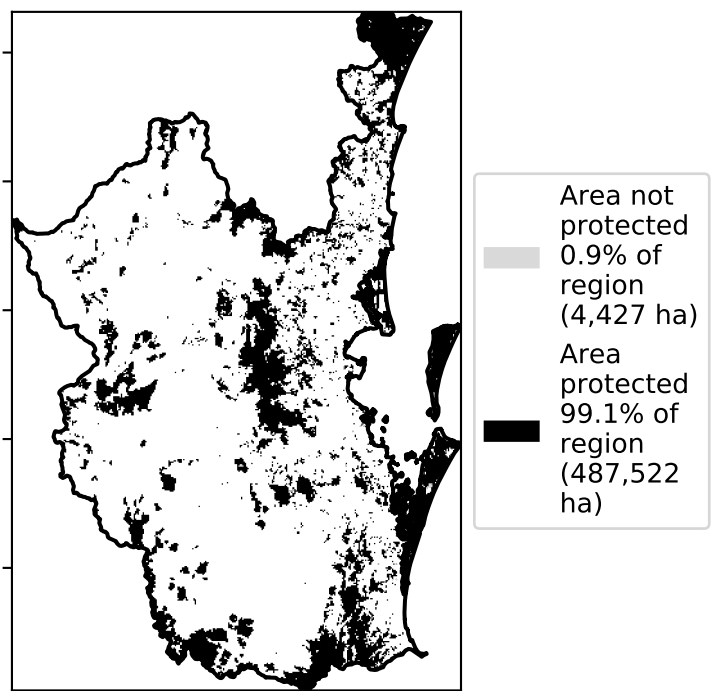 Area not
protected
0.9% of
region
(4,427 ha)
Area
protected
99.1% of
region
(487,522
ha)